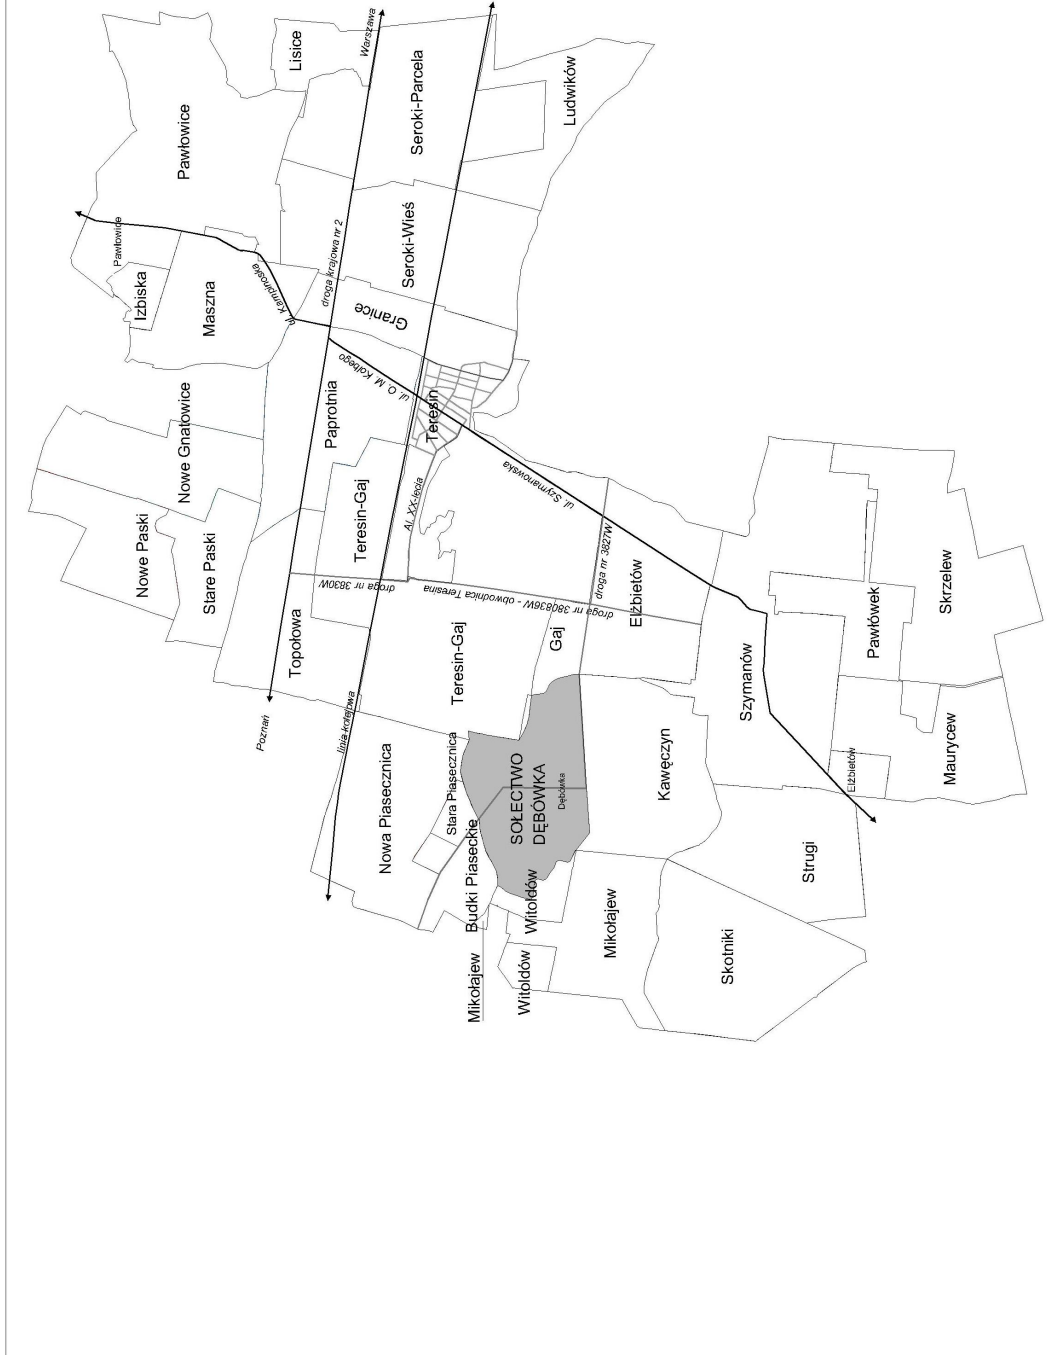 Pawłowice
Lisice
Warszawa
Seroki-Parcela
Ludwików
Pawłowice
Izbiska
Maszna
ul. Kampinoska
droga krajowa nr 2
Seroki-Wieś
Granice
Nowe Gnatowice
Paprotnia
ul. O. M. Kolbego
Teresin
Nowe Paski
Stare Paski
Teresin-Gaj
Al. XX-lecia
ul. Szymanowska
droga nr 3830W
droga nr 380836W - obwodnica Teresina
droga nr 3827W
Topołowa
Teresin-Gaj
Gaj
Elżbietów
Poznań
linia kolejowa
Nowa Piasecznica
Stara Piasecznica
SOŁECTWO
DĘBÓWKA
Dębówka
Kawęczyn
Szymanów
Pawłówek
Skrzelew
Elżbietów
Maurycew
Budki Piaseckie
Witoldów
Mikołajew
Witoldów
Mikołajew
Skotniki
Strugi